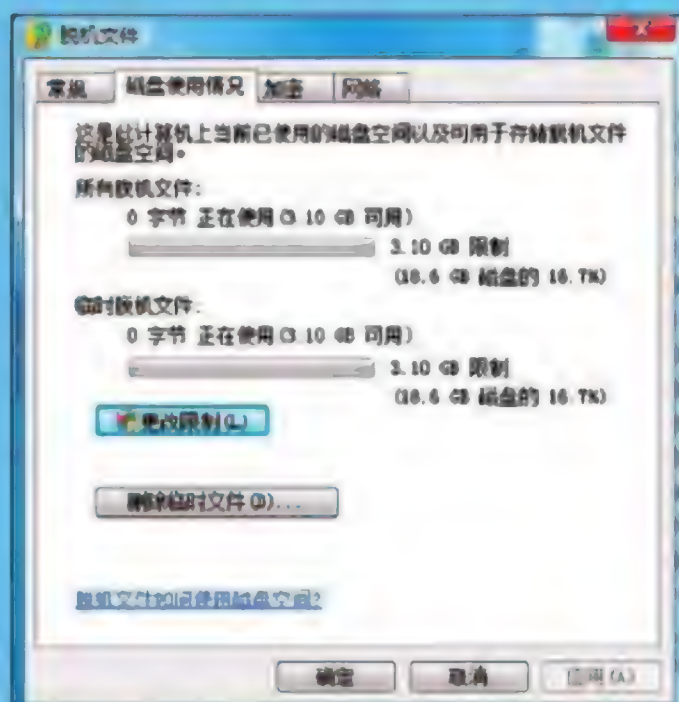 脱机文件
常规 磁盘使用情况 加密 网络
这是此计算机上当前已使用的磁盘空间以及可用于存储脱机文件
的磁盘空间。
所有脱机文件:
0 字节 正在使用(3.10 GB 可用)
3.10 GB 限制
(18.6 GB 磁盘的 16.7%)
临时脱机文件:
0 字节 正在使用(3.10 GB 可用)
3.10 GB 限制
(18.6 GB 磁盘的 16.7%)
更改限制(L)
删除临时文件(D)...
脱机文件如何使用磁盘空间?
确定 取消 应用(A)